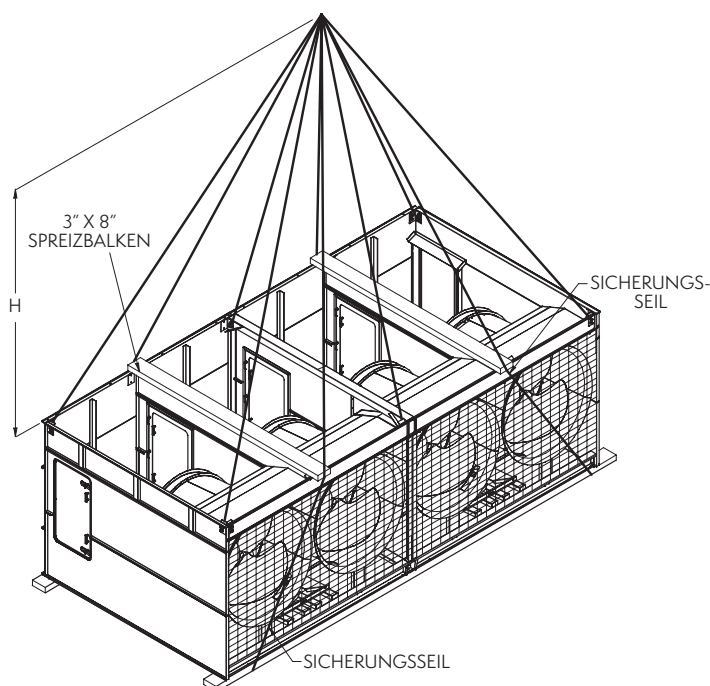 3” X 8”
SPREIZBALKEN
SICHERUNGS-
SEIL
H
SICHERUNGSSEIL